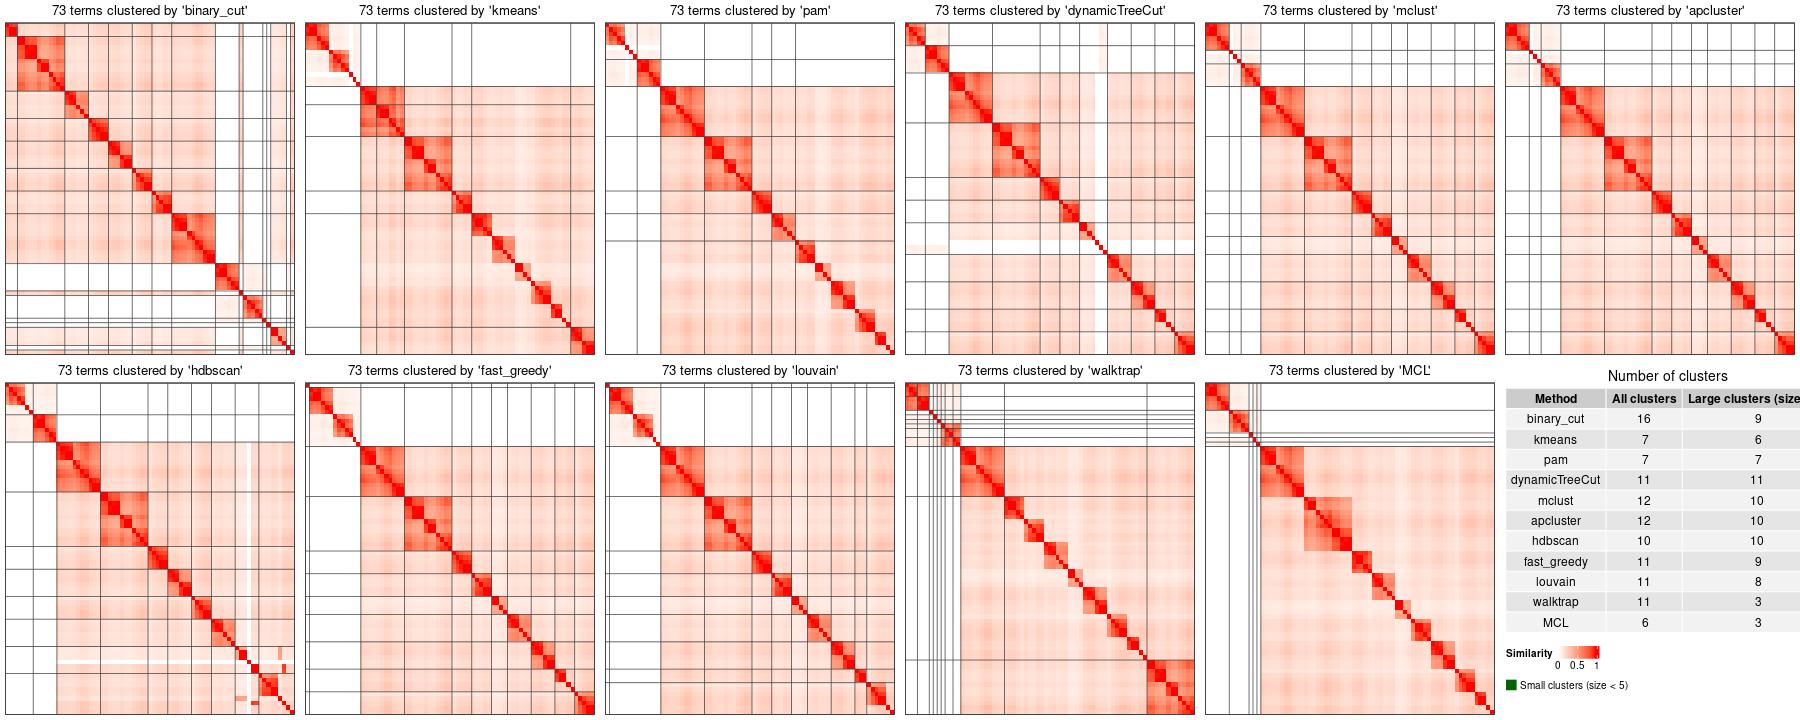 73 terms clustered by 'binary_cut'
73 terms clustered by 'kmeans'
73 terms clustered by 'pam'
73 terms clustered by 'dynamicTreeCut'
73 terms clustered by 'mclust'
73 terms clustered by 'apcluster'
73 terms clustered by 'hdbscan'
73 terms clustered by 'fast_greedy'
73 terms clustered by 'louvain'
73 terms clustered by 'walktrap'
73 terms clustered by 'MCL'
Number of clusters
Method All clusters Large clusters (size
binary_cut 16 9
kmeans 7 6
pam 7 7
dynamicTreeCut 11 11
mclust 12 10
apcluster 12 10
hdbscan 10 10
fast_greedy 11 9
louvain 11 8
walktrap 11 3
MCL 6 3
Similarity
0 0.5 1
Small clusters (size < 5)